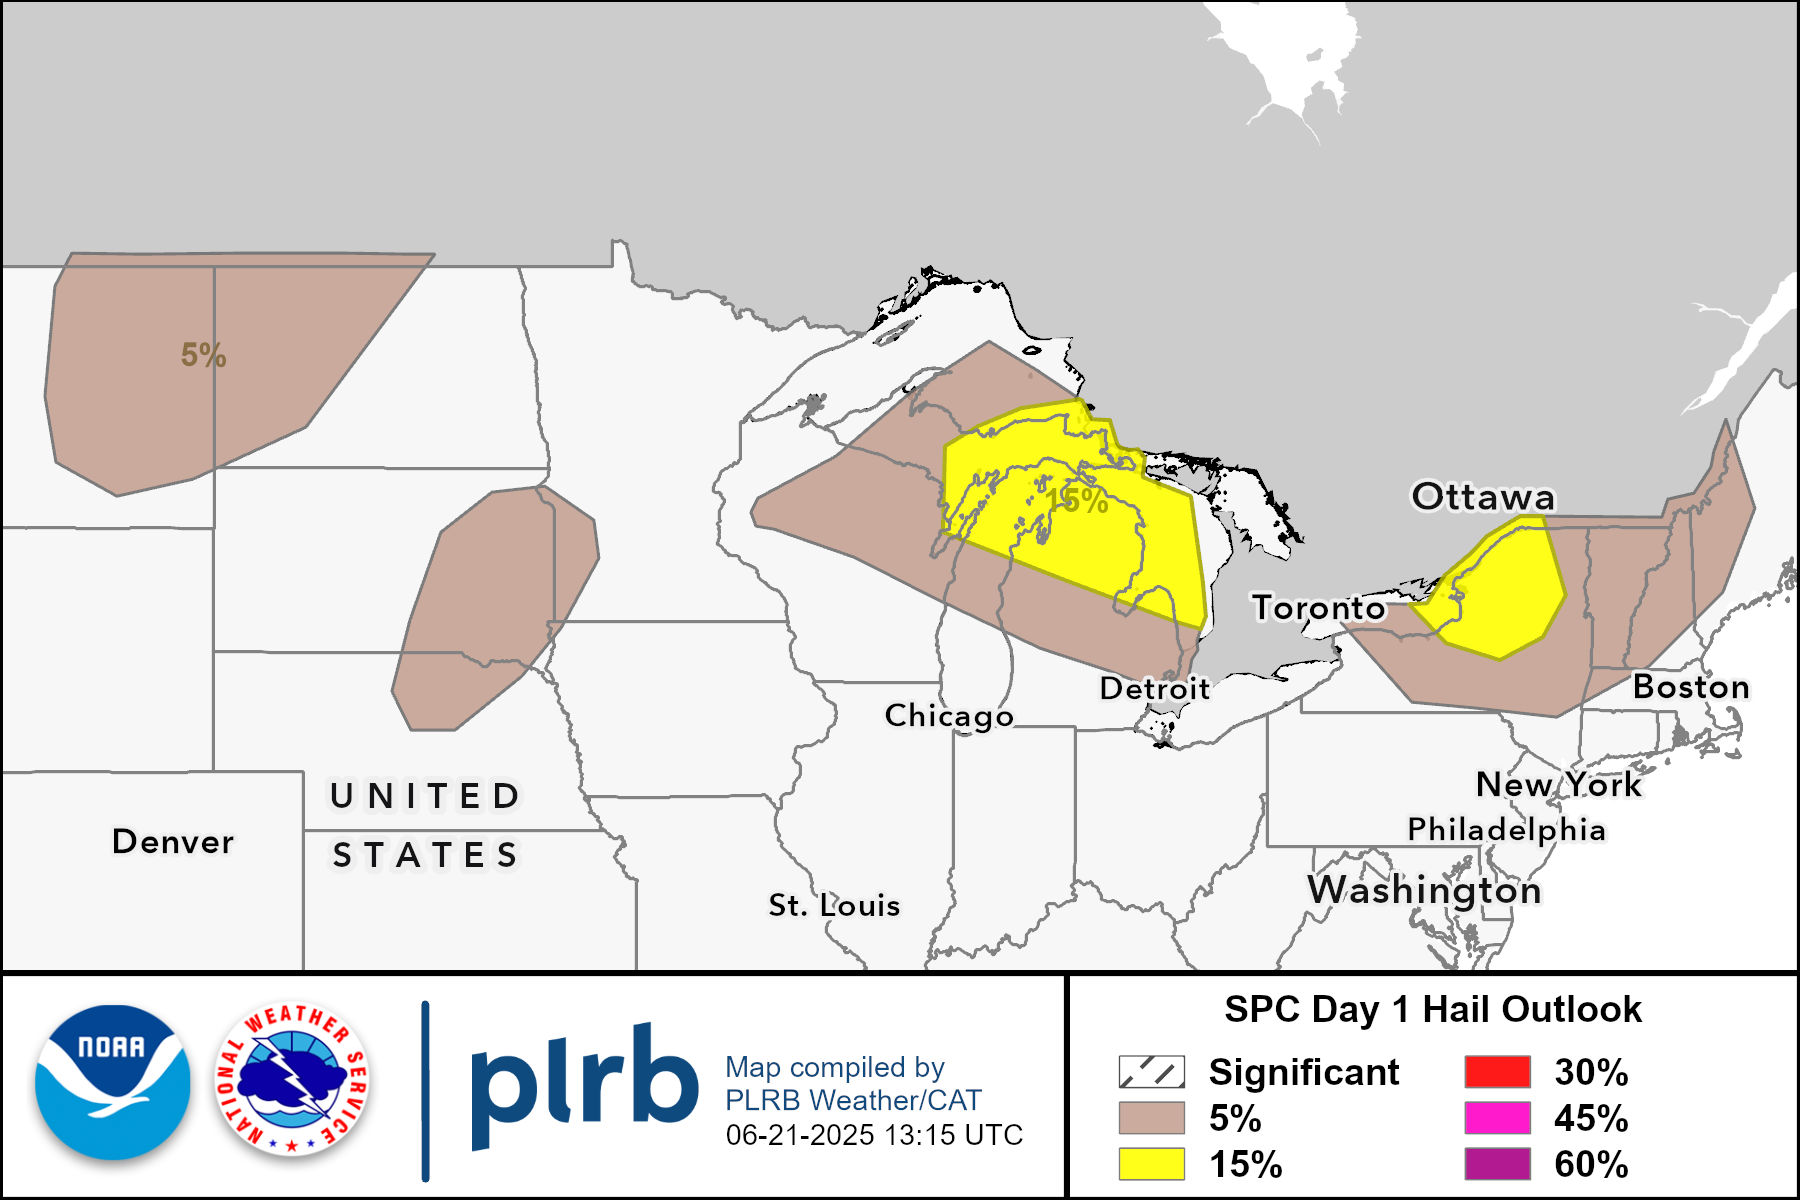 5%
15%
Ottawa
Toronto
Detroit
Boston
Chicago
New York
UNITED
Denver
Philadelphia
STATES
Washington
St. Louis
NOAA
NATIONAL WEATHER SERVICE
plrb
Map compiled by
PLRB Weather/CAT
06-21-2025 13:15 UTC
SPC Day 1 Hail Outlook
Significant
5%
15%
30%
45%
60%